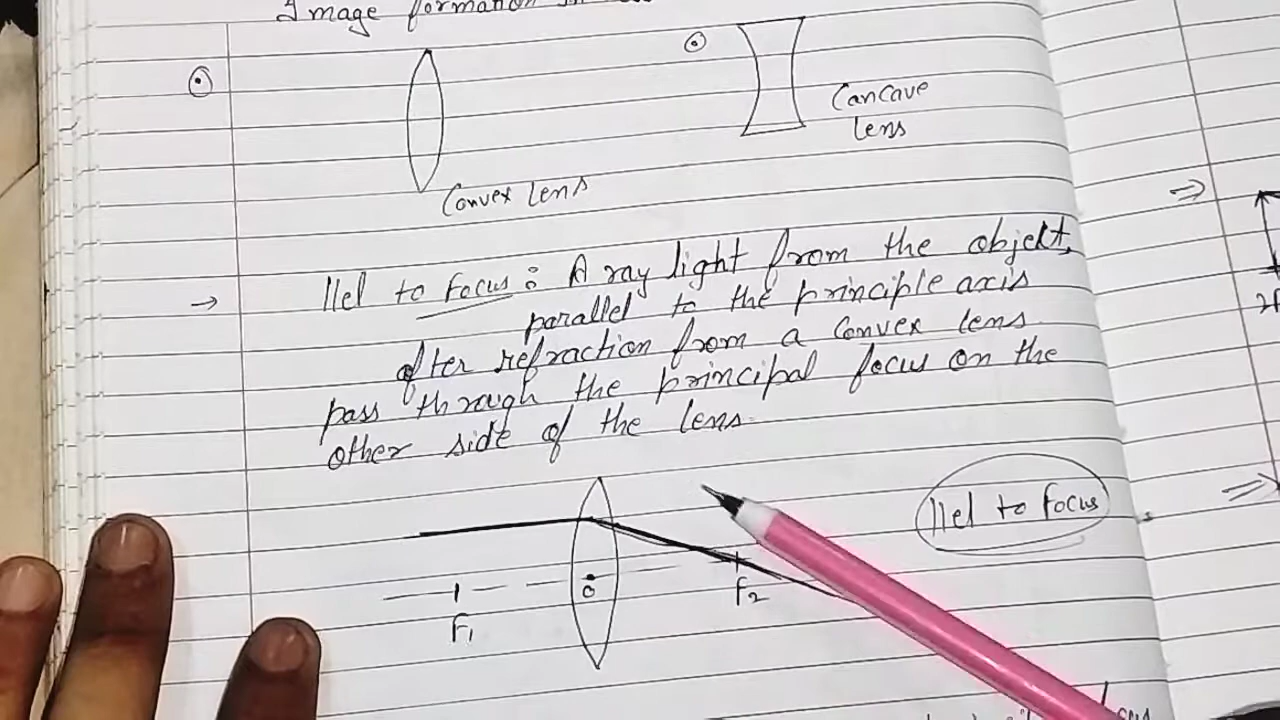 Image formation in
Concave
lens
Convex lens
→ llel to focus : A ray light from the objekt,
parallel to the principle axis
after refraction from a convex lens
pass through the principal focus on the
other side of the lens.
llel to focus
O
F1
F2